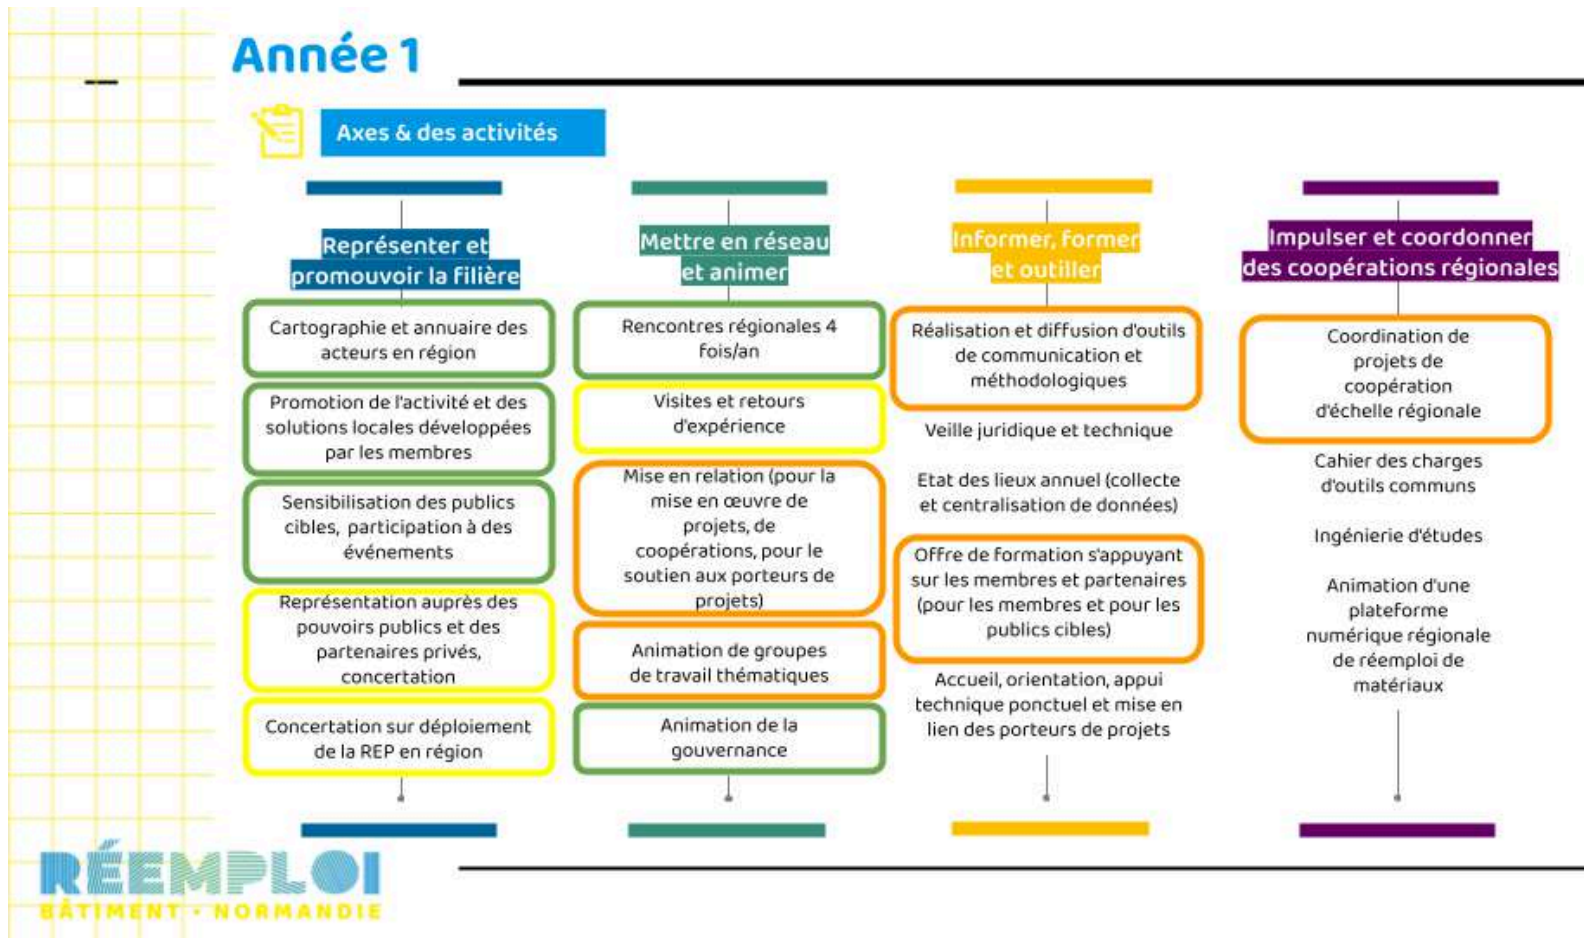 Année 1
Axes & des activités
Représenter et
promouvoir la filière
Cartographie et annuaire des
acteurs en région
Promotion de l'activité et des
solutions locales développées
par les membres
Sensibilisation des publics
cibles, participation à des
événements
Représentation auprès des
pouvoirs publics et des
partenaires privés,
concertation
Concertation sur déploiement
de la REP en région
Mettre en réseau
et animer
Rencontres régionales 4
fois/an
Visites et retours
d'expérience
Mise en relation (pour la
mise en œuvre de
projets, de
coopérations, pour le
soutien aux porteurs de
projets)
Animation de groupes
de travail thématiques
Animation de la
gouvernance
Informer, former
et outiller
Réalisation et diffusion d'outils
de communication et
méthodologiques
Veille juridique et technique
Etat des lieux annuel (collecte
et centralisation de données)
Offre de formation s'appuyant
sur les membres et partenaires
(pour les membres et pour les
publics cibles)
Accueil, orientation, appui
technique ponctuel et mise en
lien des porteurs de projets
Impulser et coordonner
des coopérations régionales
Coordination de
projets de
coopération
d'échelle régionale
Cahier des charges
d'outils communs
Ingénierie d'études
Animation d'une
plateforme
numérique régionale
de réemploi de
matériaux
RÉEMPLOI
BÂTIMENT • NORMANDIE